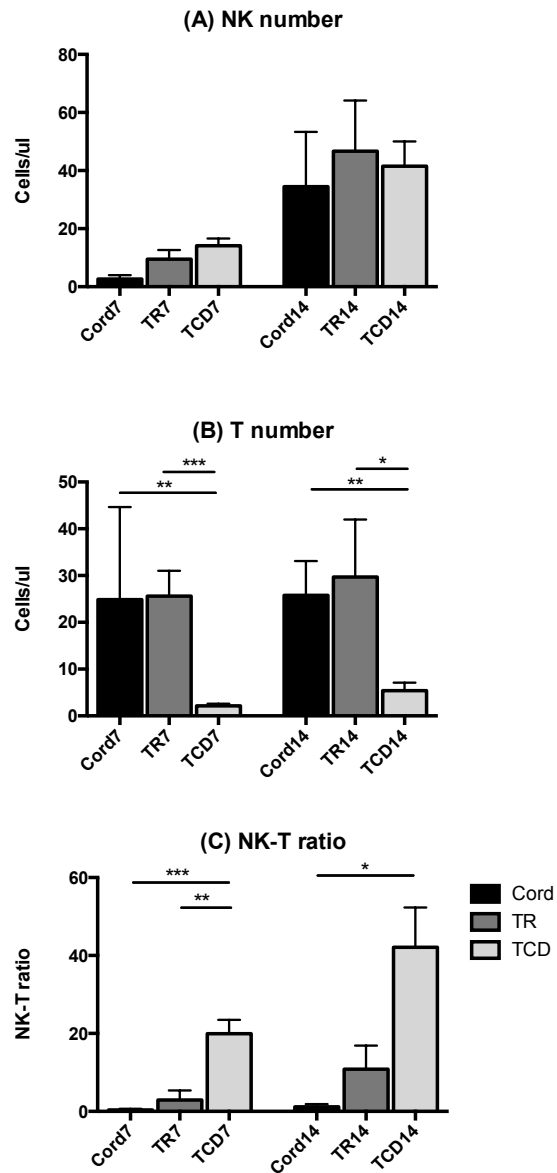 (A) NK number
80
60
40
20
0
Cells/ul
Cord7
TR7
TCD7
Cord14
TR14
TCD14
(B) T number
50
40
30
20
10
0
Cells/ul
***
**
*
**
Cord7
TR7
TCD7
Cord14
TR14
TCD14
(C) NK-T ratio
60
40
20
0
NK-T ratio
***
**
*
Cord7
TR7
TCD7
Cord14
TR14
TCD14
Cord
TR
TCD